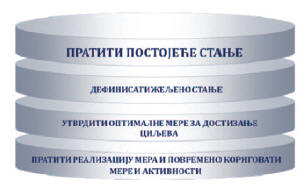 ПРАТИТИ ПОСТОЈЕЋЕ СТАЊЕ
ДЕФИНИСАТИ ЖЕЉЕНО СТАЊЕ
УТВРДИТИ ОПТИМАЛНЕ МЕРЕ ЗА ДОСТИЗАЊЕ
ЦИЉЕВА
ПРАТИТИ РЕАЛИЗАЦИЈУ МЕРА И ПОВРЕМЕНО КОРИГОВАТИ
МЕРЕ И АКТИВНОСТИ